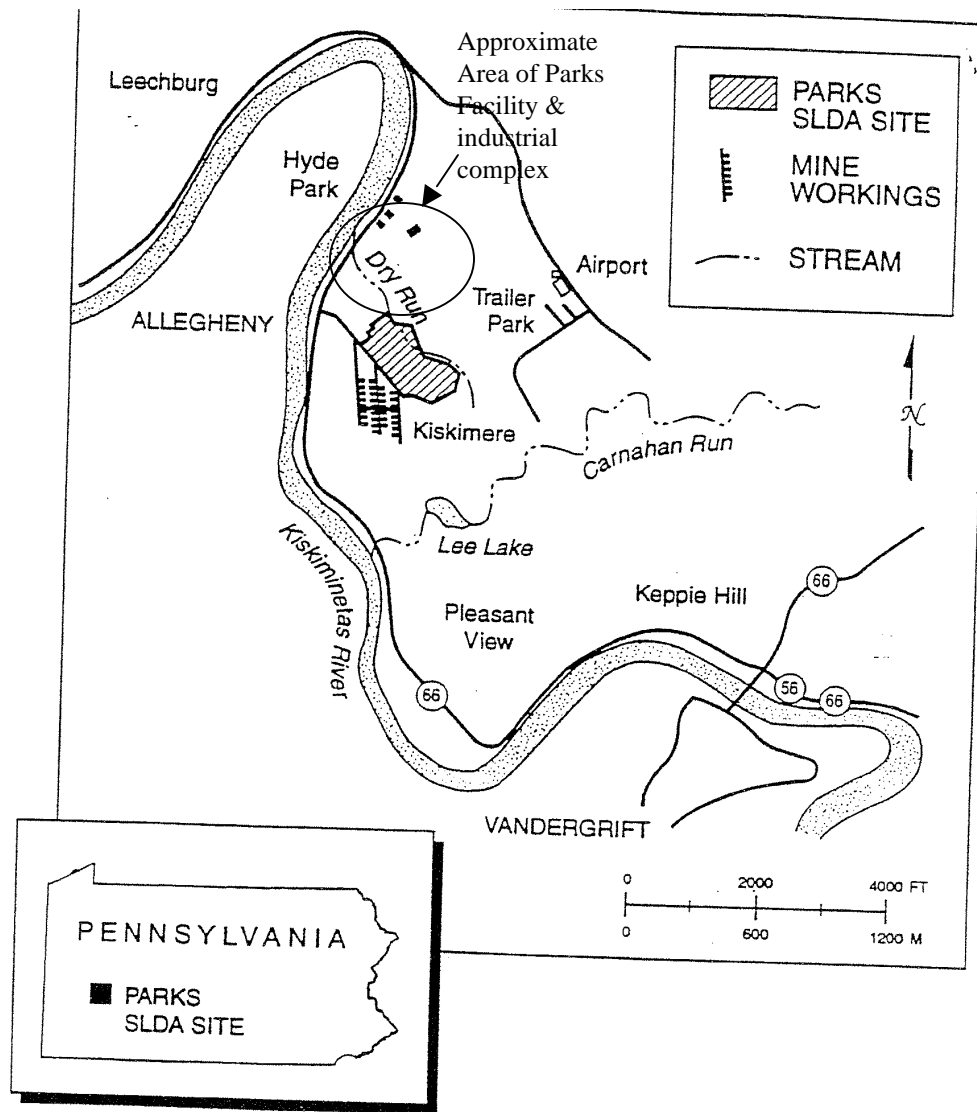 Approximate
Area of Parks
Facility &
industrial
complex
Leechburg
Hyde
Park
PARKS
SLDA SITE
MINE
WORKINGS
STREAM
Dry Run
Airport
Trailer
Park
ALLEGHENY
N
Kiskimere
Carnahan Run
Lee Lake
Kiskiminetas
River
Pleasant
View
Keppie Hill
66
66
56
66
VANDERGRIFT
0 2000 4000 FT
0 600 1200 M
PENNSYLVANIA
PARKS
SLDA SITE